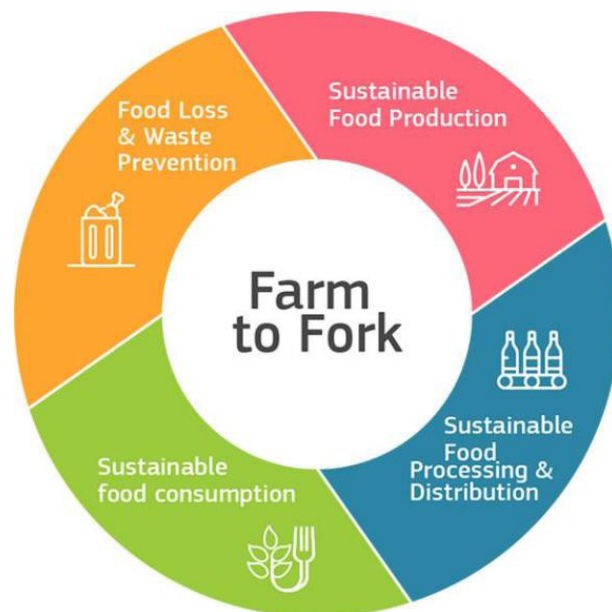 Food Loss
& Waste
Prevention
Sustainable
Food Production
Farm
to Fork
Sustainable
Food
Processing &
Distribution
Sustainable
food consumption